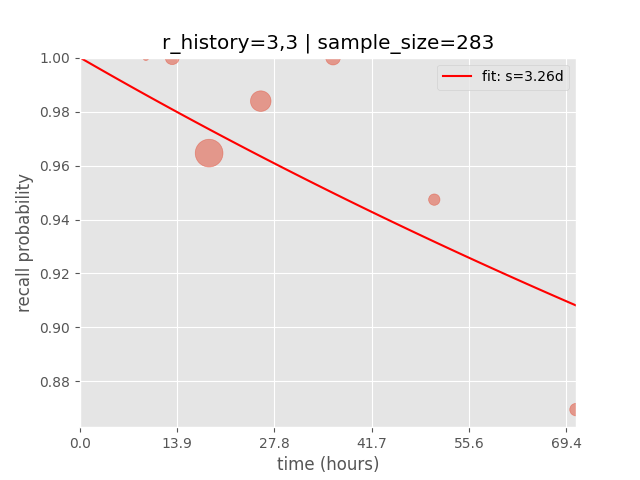 r_history=3,3 | sample_size=283
fit: s=3.26d
recall probability
1.00
0.98
0.96
0.94
0.92
0.90
0.88
0.0 13.9 27.8 41.7 55.6 69.4
time (hours)